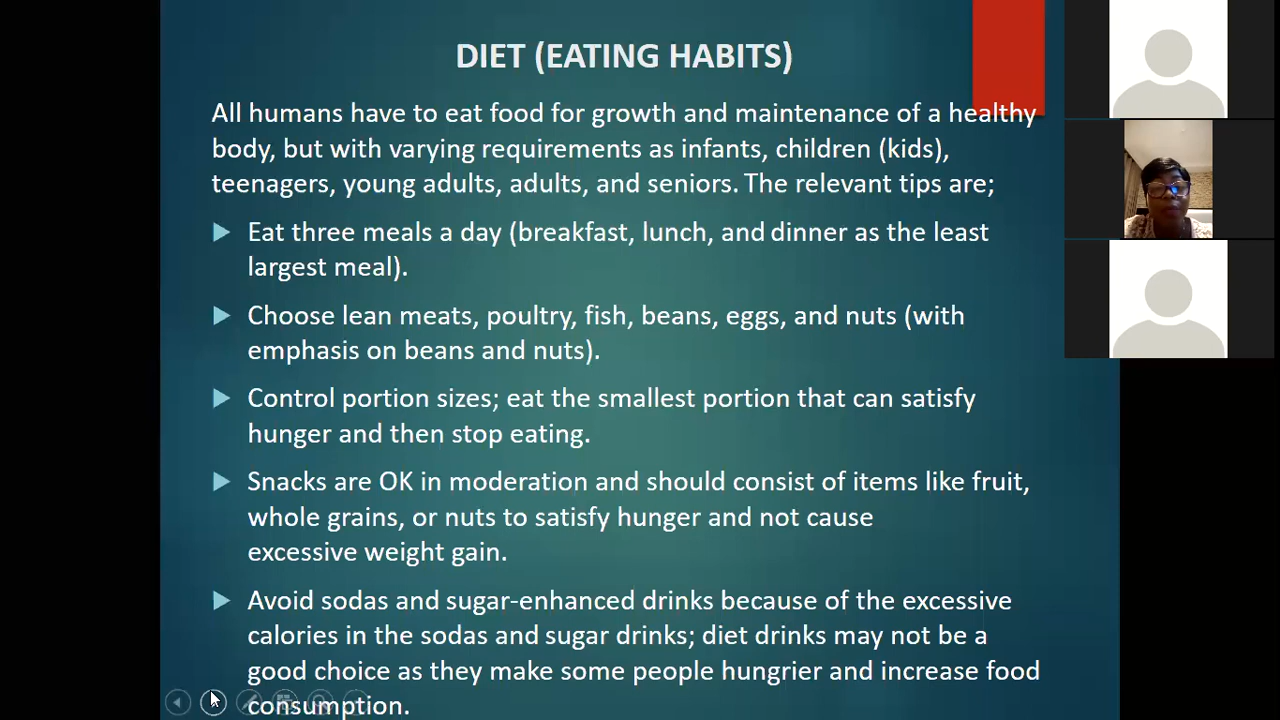 DIET (EATING HABITS)
All humans have to eat food for growth and maintenance of a healthy
body, but with varying requirements as infants, children (kids),
teenagers, young adults, adults, and seniors. The relevant tips are;
Eat three meals a day (breakfast, lunch, and dinner as the least
largest meal).
Choose lean meats, poultry, fish, beans, eggs, and nuts (with
emphasis on beans and nuts).
Control portion sizes; eat the smallest portion that can satisfy
hunger and then stop eating.
Snacks are OK in moderation and should consist of items like fruit,
whole grains, or nuts to satisfy hunger and not cause
excessive weight gain.
Avoid sodas and sugar-enhanced drinks because of the excessive
calories in the sodas and sugar drinks; diet drinks may not be a
good choice as they make some people hungrier and increase food
consumption.